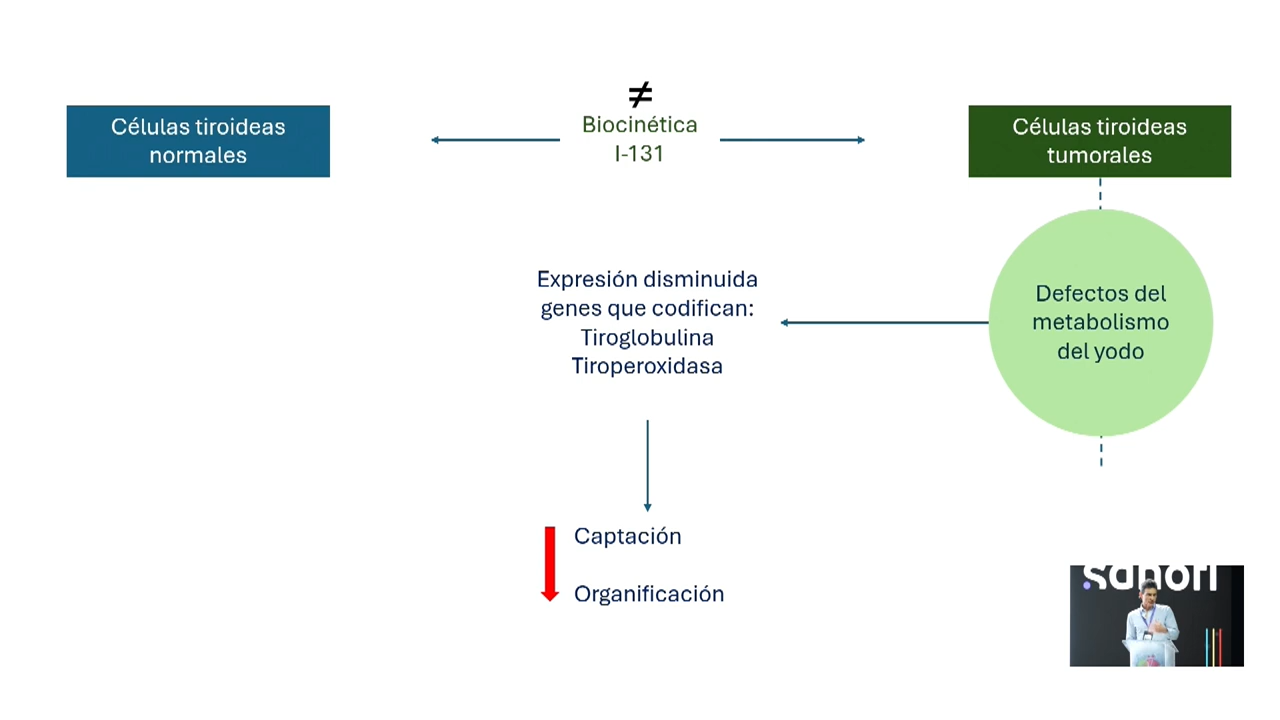 ≠
Células tiroideas
normales
Biocinética
I-131
Células tiroideas
tumorales
Expresión disminuida
genes que codifican:
Tiroglobulina
Tiroperoxidasa
Defectos del
metabolismo
del yodo
Captación
Organificación
sanofi